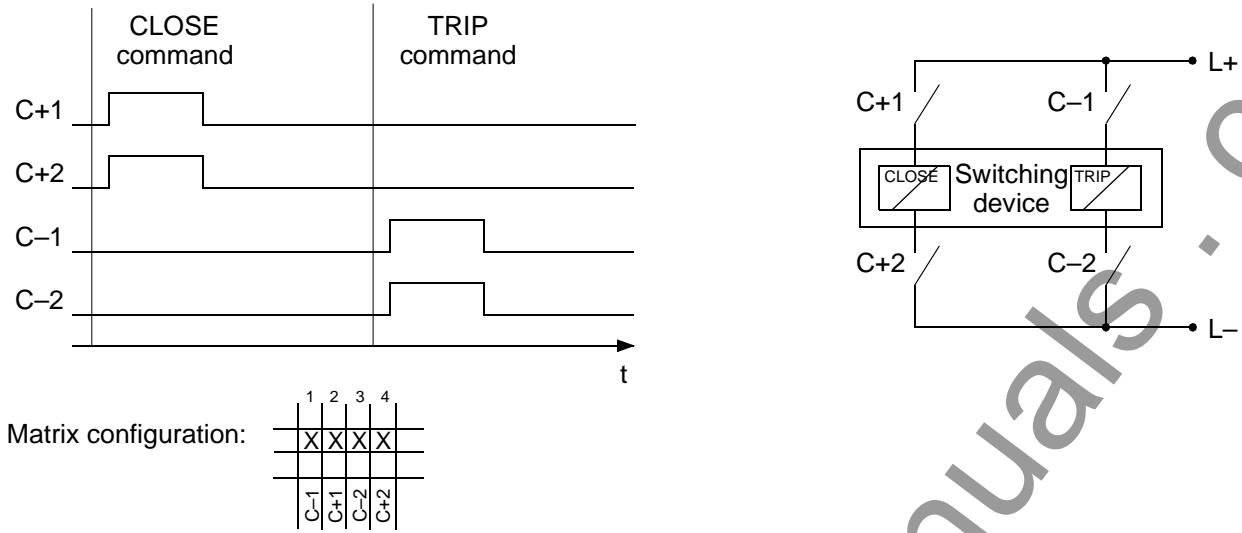 CLOSE
command
TRIP
command
C+1
C+2
C–1
C–2
t
Matrix configuration:
1 2 3 4
X X X X
C–1 C+1 C–2 C+2
L+
C+1 C–1
CLOSE Switching TRIP
device
C+2 C–2
L–
nuals.